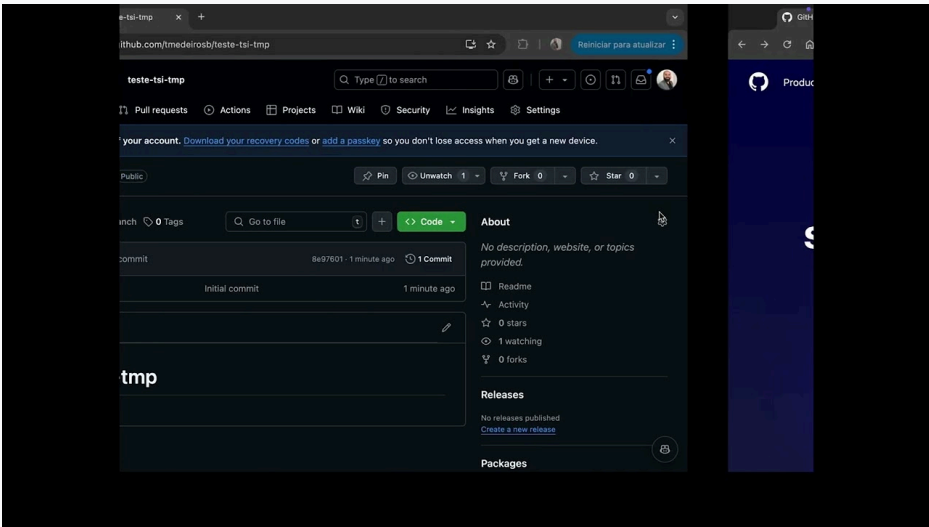 e-tsi-tmp
GitH
ithub.com/tmedeirosb/teste-tsi-tmp
Reiniciar para atualizar
teste-tsi-tmp
Type / to search
Produc
Pull requests
Actions
Projects
Wiki
Security
Insights
Settings
your account. Download your recovery codes or add a passkey so you don't lose access when you get a new device.
Public
Pin
Unwatch 1
Fork 0
Star 0
anch
0 Tags
Go to file
t
Code
About
No description, website, or topics
provided.
commit
8e97601 · 1 minute ago
1 Commit
Initial commit
1 minute ago
Readme
Activity
0 stars
1 watching
0 forks
-tmp
Releases
No releases published
Create a new release
Packages